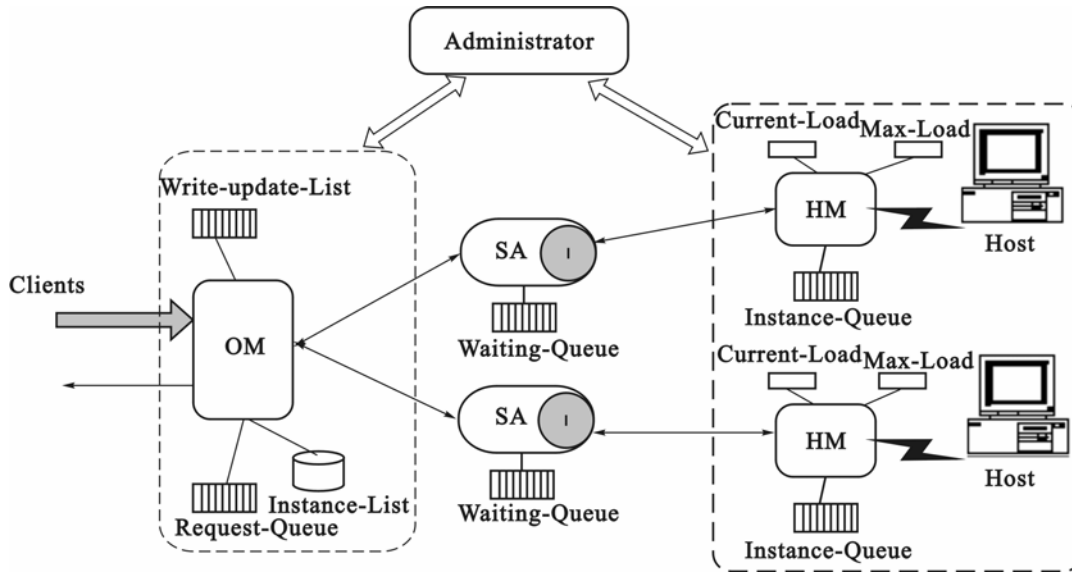 Administrator
Current-Load
Max-Load
Write-update-List
HM
SA
I
Host
Clients
Instance-Queue
OM
Waiting-Queue
Current-Load
Max-Load
SA
I
HM
Host
Instance-List
Waiting-Queue
Request-Queue
Instance-Queue